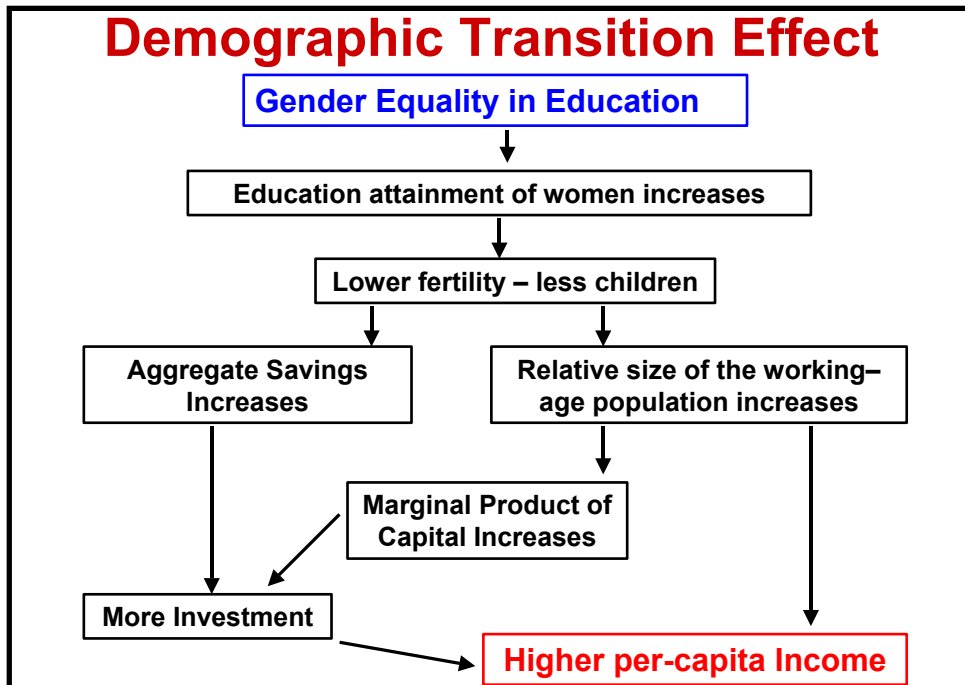 Demographic Transition Effect
Gender Equality in Education
Education attainment of women increases
Lower fertility – less children
Aggregate Savings
Increases
Relative size of the working–
age population increases
Marginal Product of
Capital Increases
More Investment
Higher per-capita Income